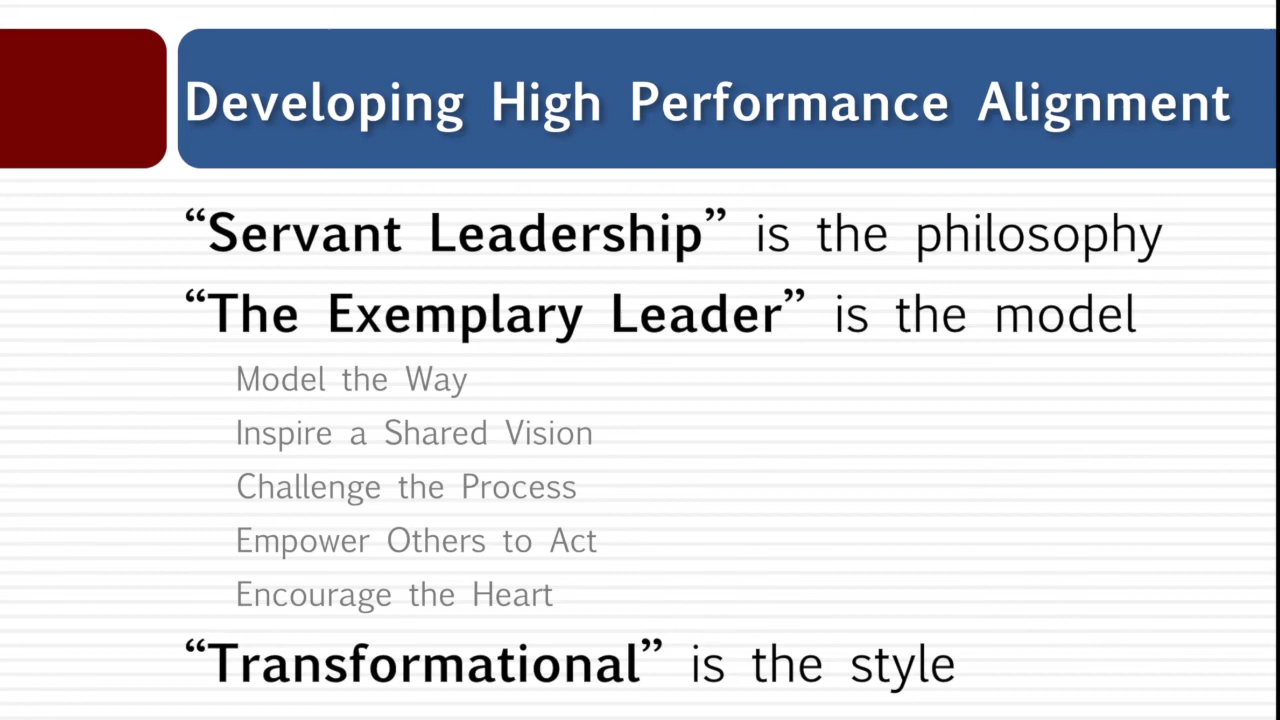 Developing High Performance Alignment
“Servant Leadership” is the philosophy
“The Exemplary Leader” is the model
Model the Way
Inspire a Shared Vision
Challenge the Process
Empower Others to Act
Encourage the Heart
“Transformational” is the style